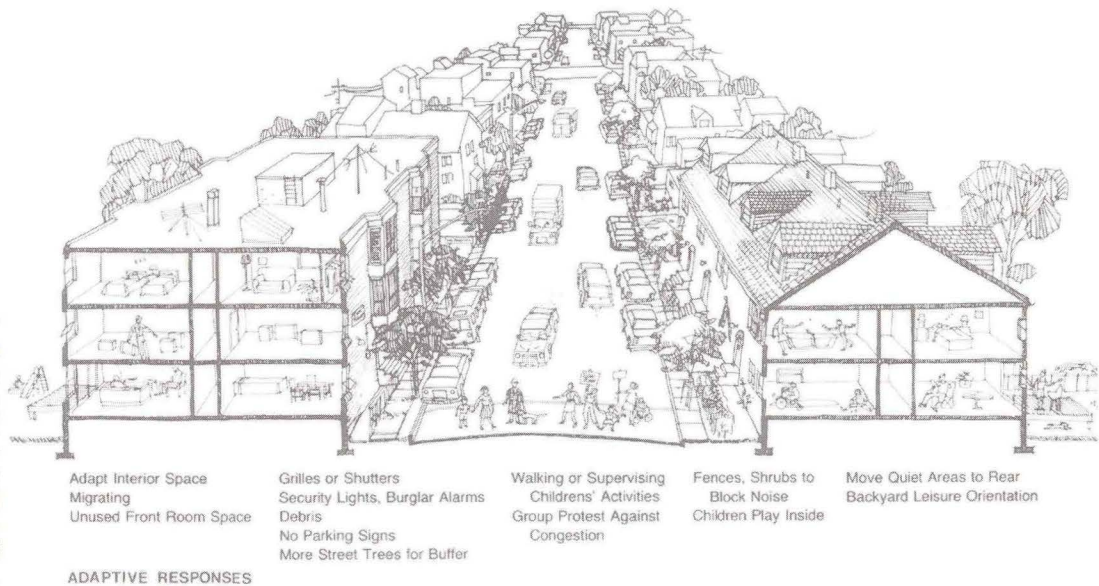 Adapt Interior Space
Migrating
Unused Front Room Space
Grilles or Shutters
Security Lights, Burglar Alarms
Debris
No Parking Signs
More Street Trees for Buffer
Walking or Supervising
Childrens' Activities
Group Protest Against
Congestion
Fences, Shrubs to
Block Noise
Children Play Inside
Move Quiet Areas to Rear
Backyard Leisure Orientation
ADAPTIVE RESPONSES